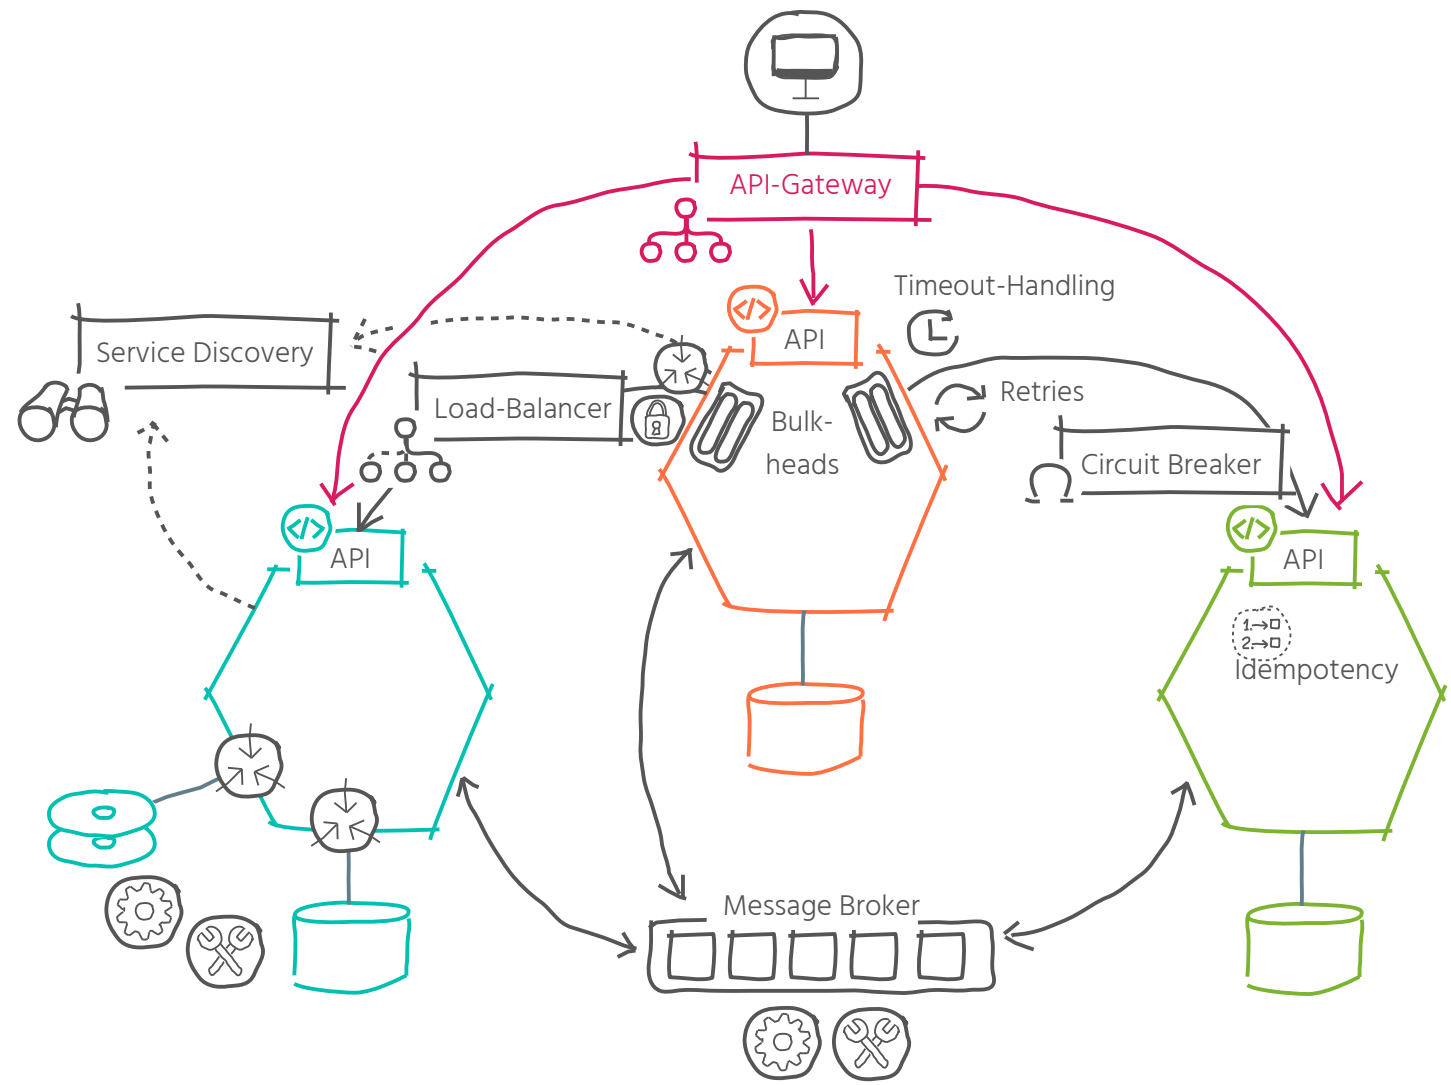 API-Gateway
Timeout-Handling
</>
API
Service Discovery
Load-Balancer
Retries
Bulk-
heads
Circuit Breaker
</>
API
</>
API
1.→
2.→
Idempotency
Message Broker